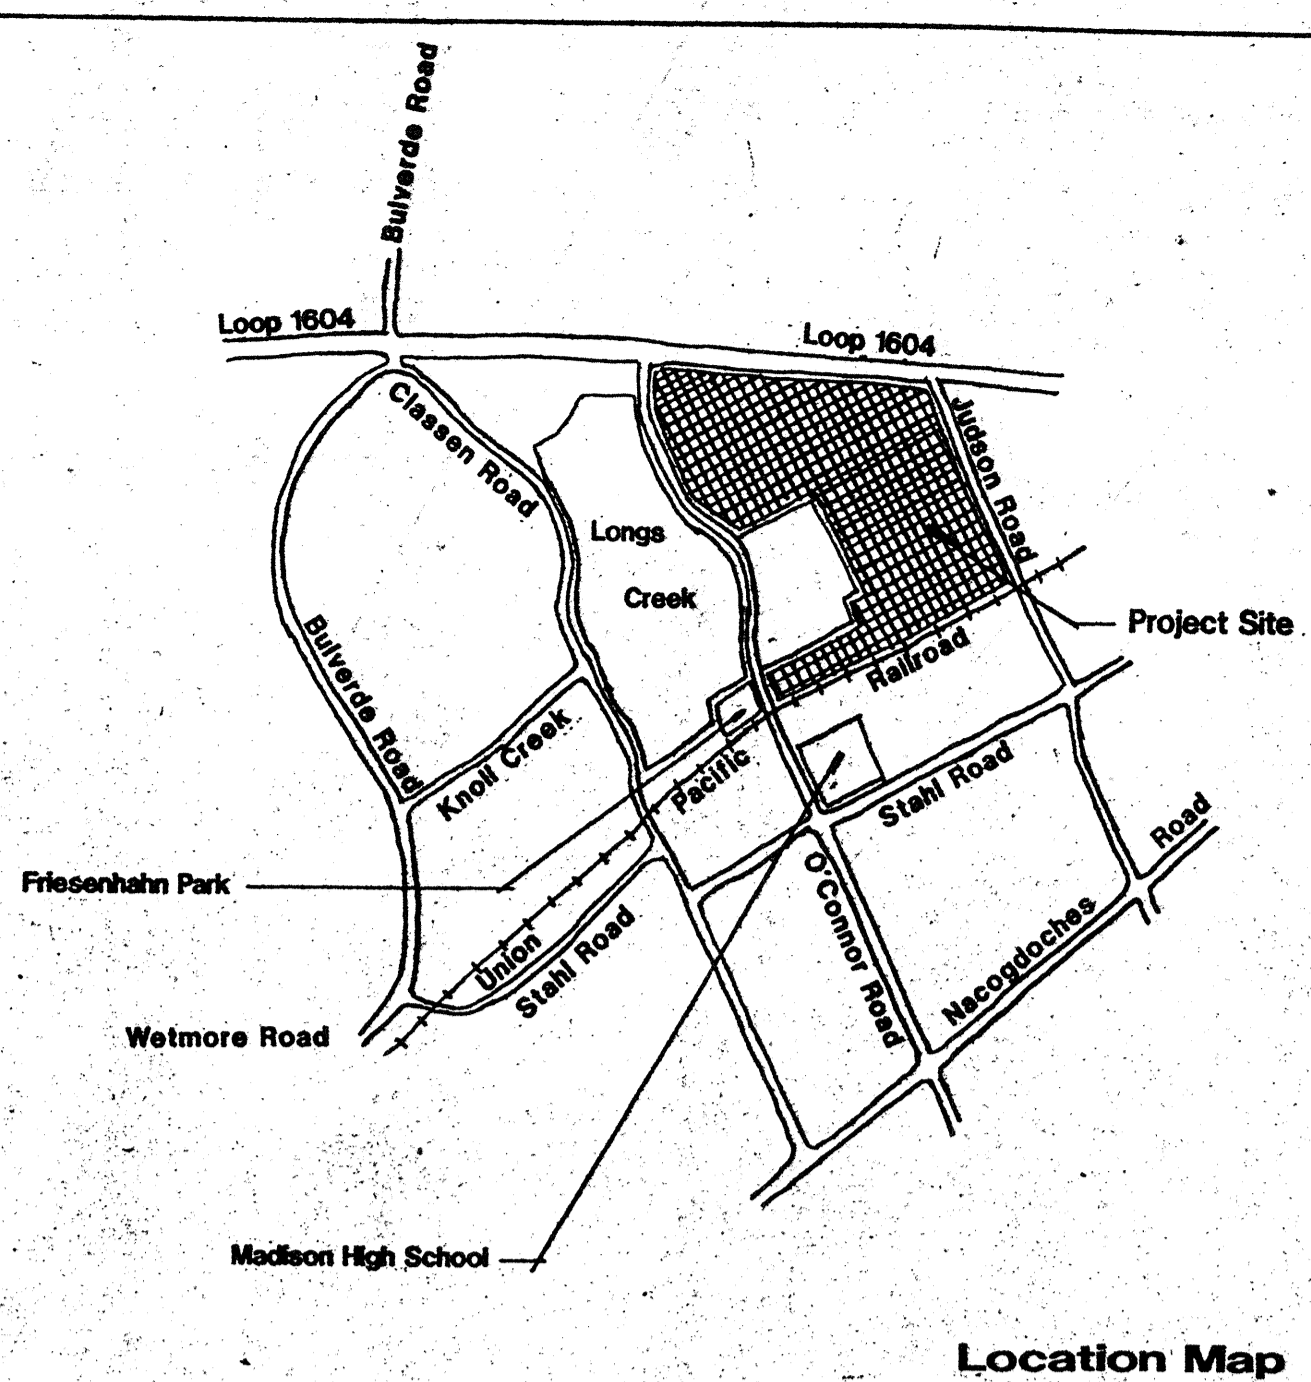 Bulverde Road
Loop 1604
Loop 1604
Classen Road
Judson Road
Longs
Creek
Project Site
Bulverde Road
Railroad
Knoll Creek
Pacific
Stahl Road
Road
Friesenhahn Park
O'Connor Road
Nacogdoches
Union
Stahl Road
Wetmore Road
Madison High School
Location Map